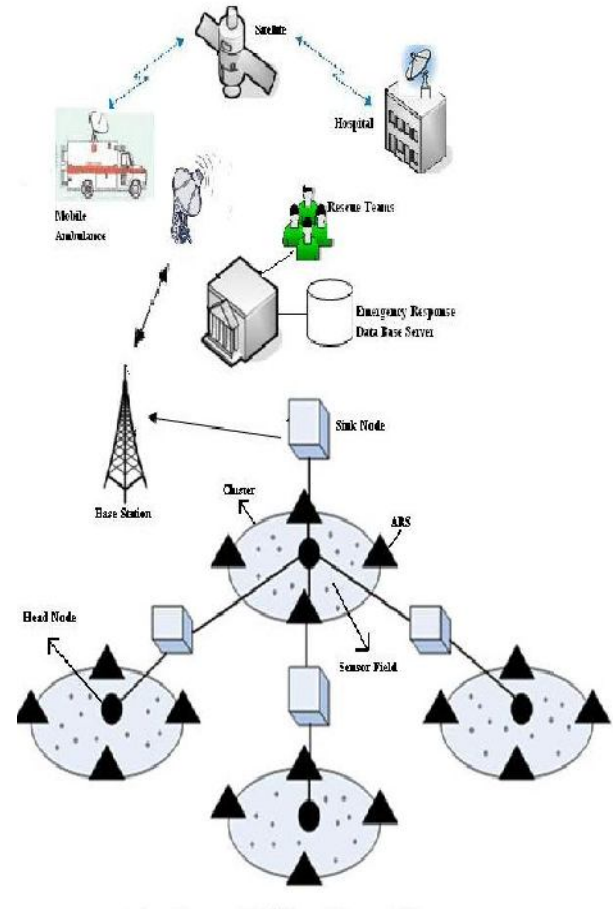 Satellite
Hospital
Mobile
Ambulance
Rescue Teams
Emergency Response
Data Base Server
Sink Node
Base Station
Cluster
ARS
Head Node
Sensor Field